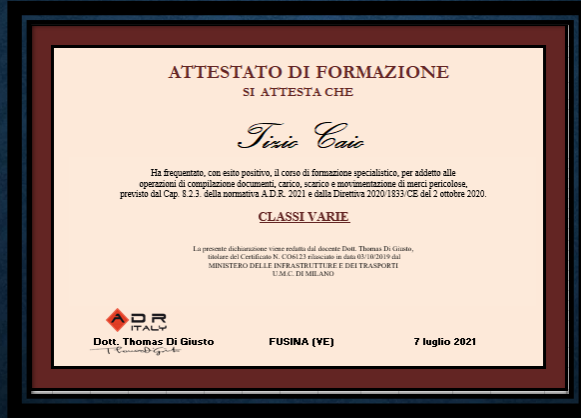 ATTESTATO DI FORMAZIONE
SI ATTESTA CHE
Tizio Caio
Ha frequentato, con esito positivo, il corso di formazione specialistico, per addetto alle
operazioni di compilazione documenti, carico, scarico e movimentazione di merci pericolose,
previsto dal Cap. 8.2.3. della normativa A.D.R. 2021 e dalla Direttiva 2020/1833/CE del 2 ottobre 2020.
CLASSI VARIE
La presente dichiarazione viene redatta dal docente Dott. Thomas Di Giusto,
titolare del Certificato N. CO6123 rilasciato in data 03/10/2019 dal
MINISTERO DELLE INFRASTRUTTURE E DEI TRASPORTI
U.M.C. DI MILANO
ADR
ITALY
Dott. Thomas Di Giusto FUSINA (VE) 7 luglio 2021